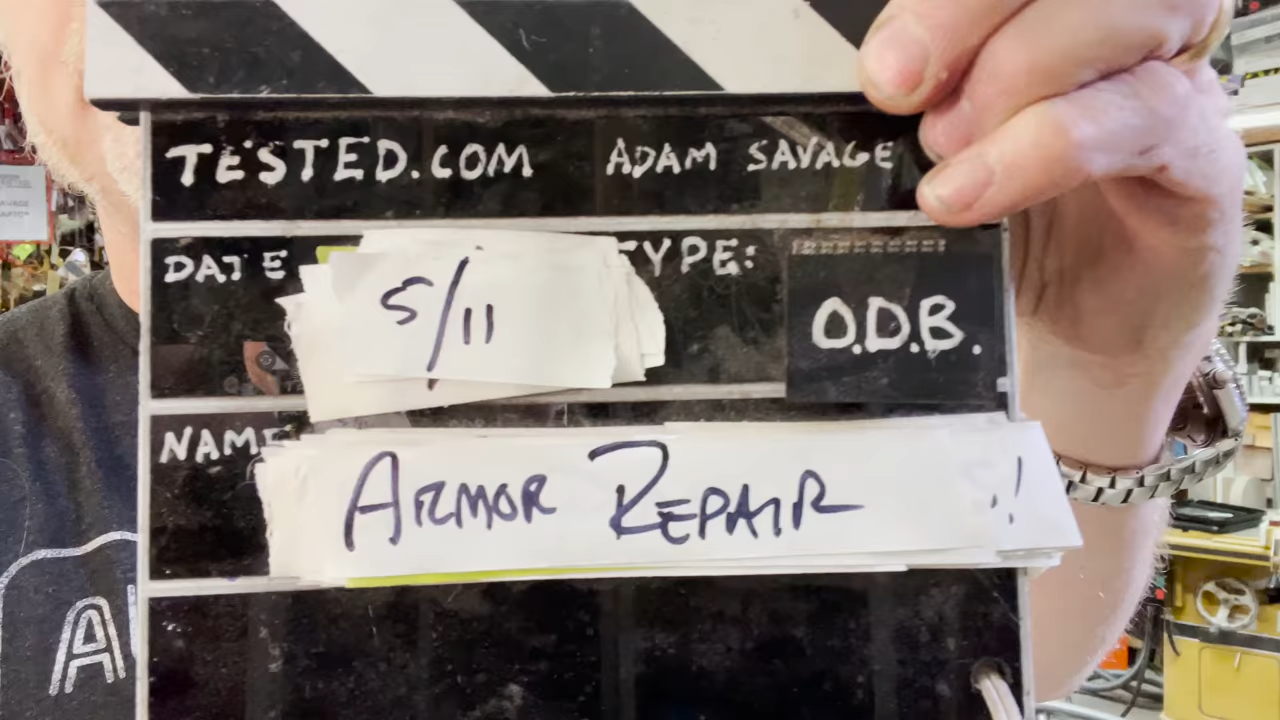 TESTED.COM ADAM SAVAGE
DATE 5/11 TYPE: O.D.B.
NAME ARMOR REPAIR !